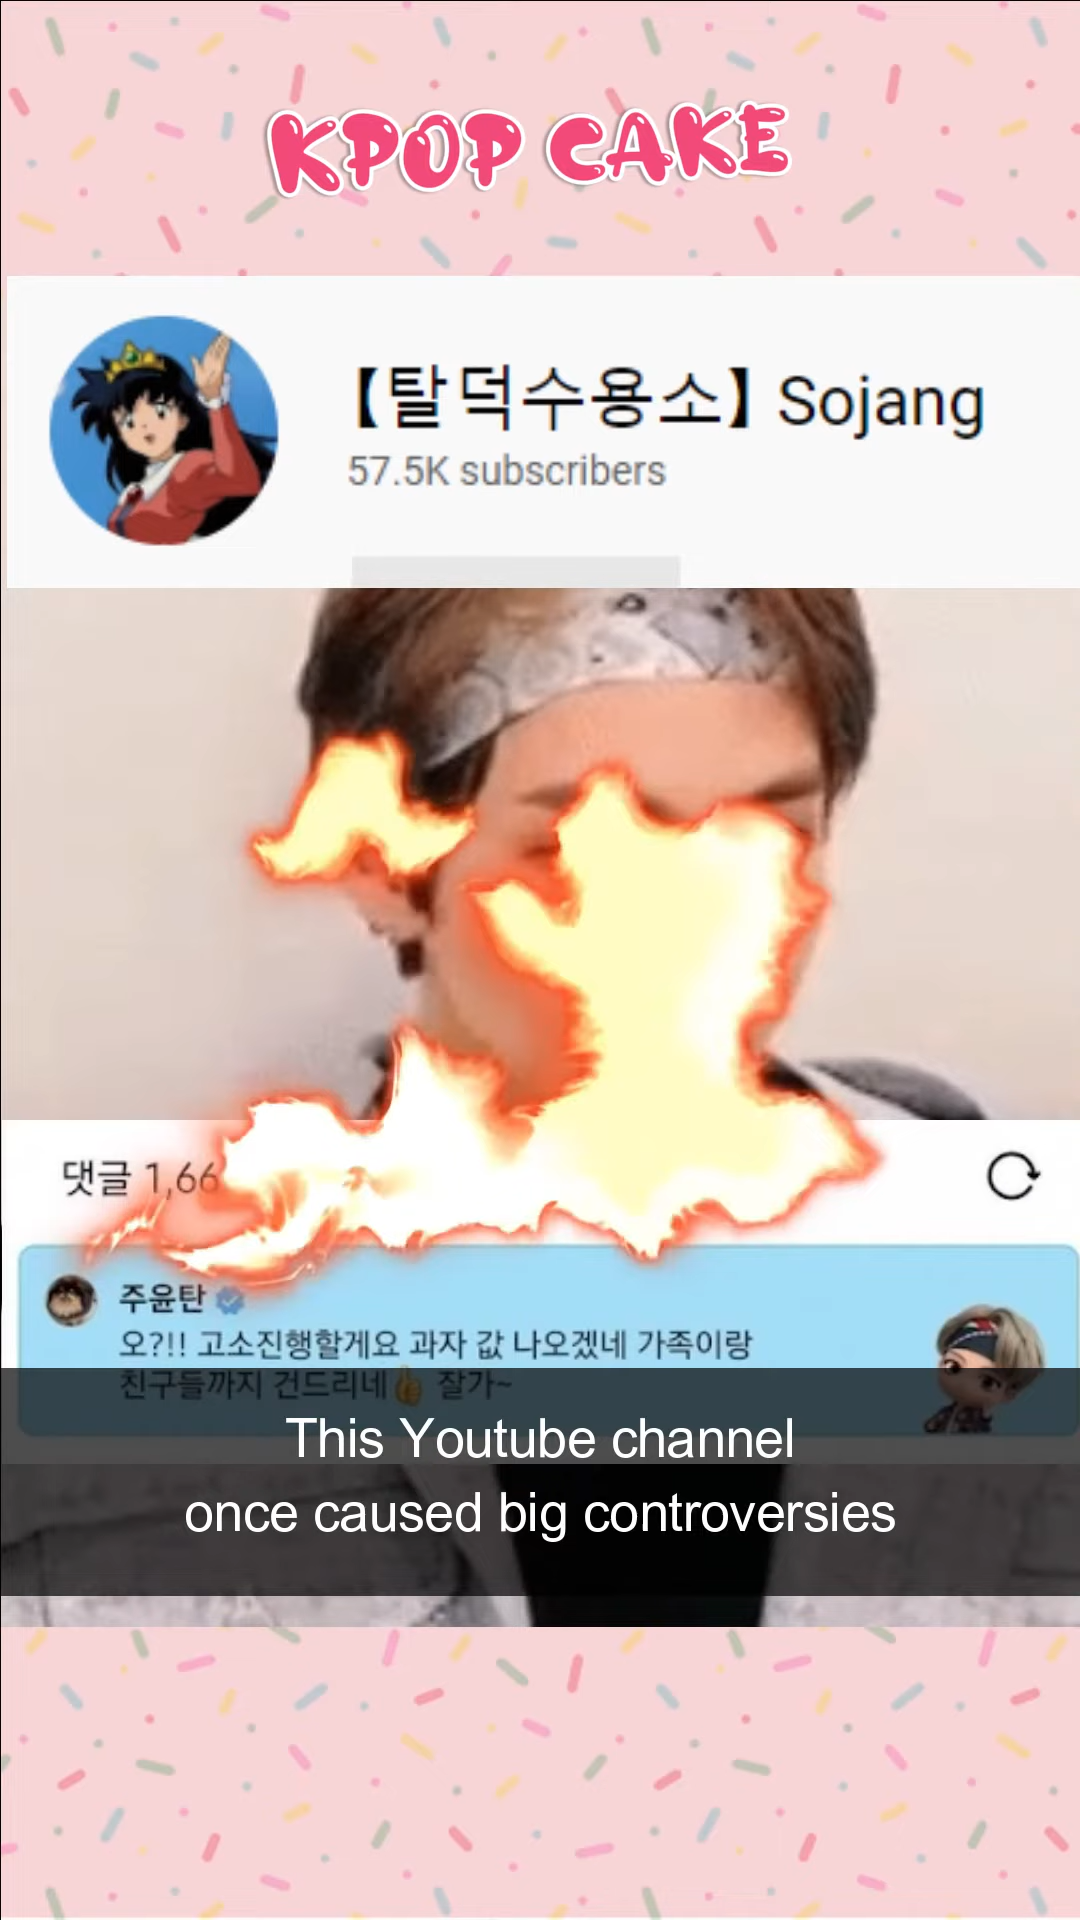 KPOP CAKE
【탈덕수용소】 Sojang
57.5K subscribers
댓글 1,66
주윤탄
오?!! 고소진행할게요 과자 값 나오겠네 가족이랑
친구들까지 건드리네👍 잘가~
This Youtube channel
once caused big controversies